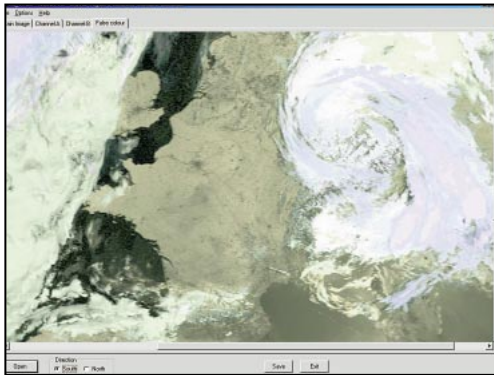 Options Help
Channel A Channel B False colour
Direction
Open South North Save Exit